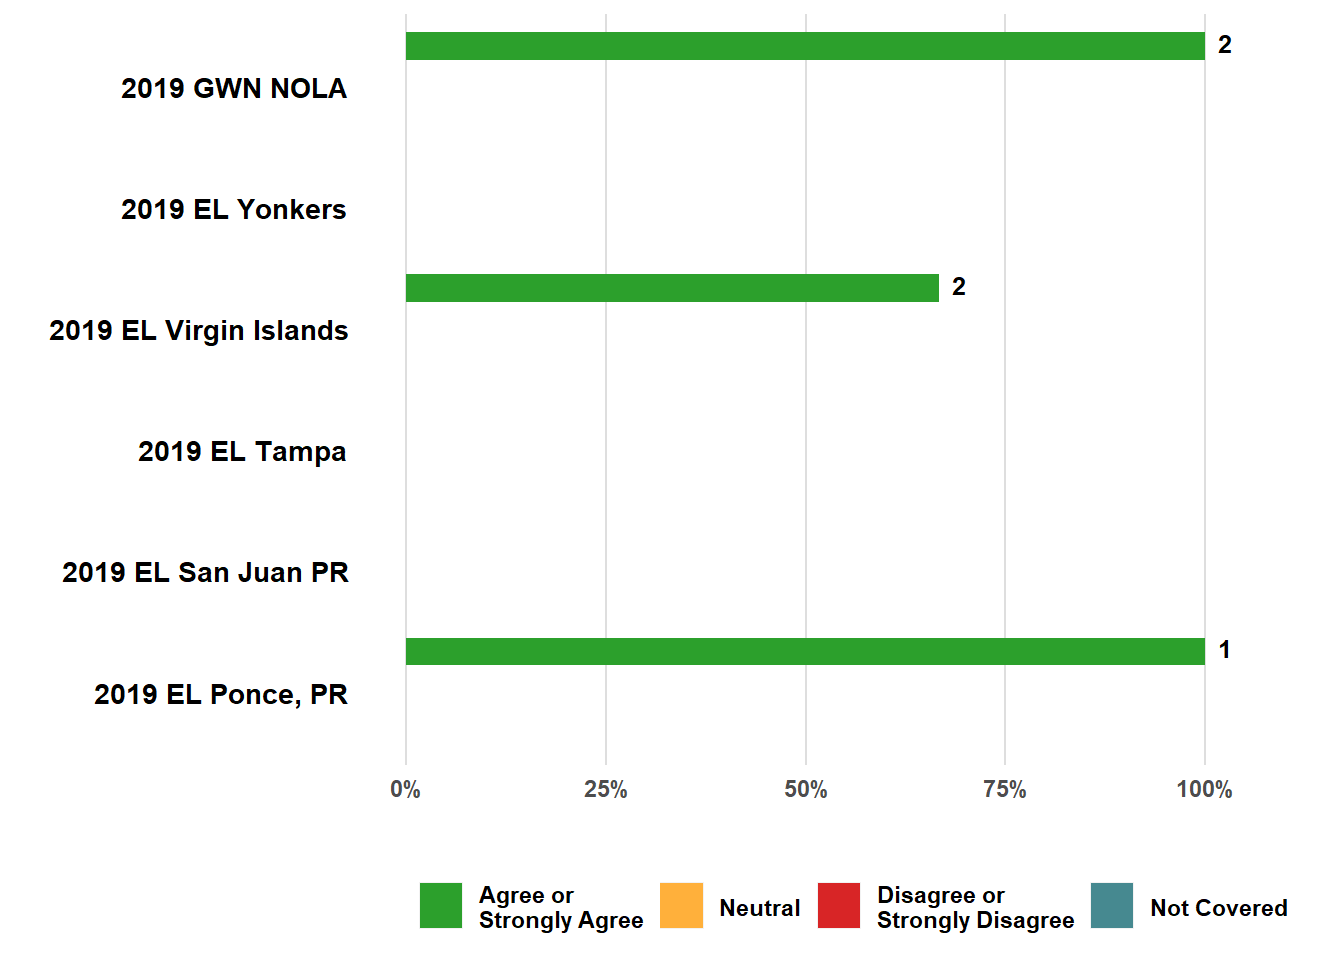 2
2019 GWN NOLA
2019 EL Yonkers
2
2019 EL Virgin Islands
2019 EL Tampa
2019 EL San Juan PR
1
2019 EL Ponce, PR
0% 25% 50% 75% 100%
Agree or
Strongly Agree
Neutral
Disagree or
Strongly Disagree
Not Covered